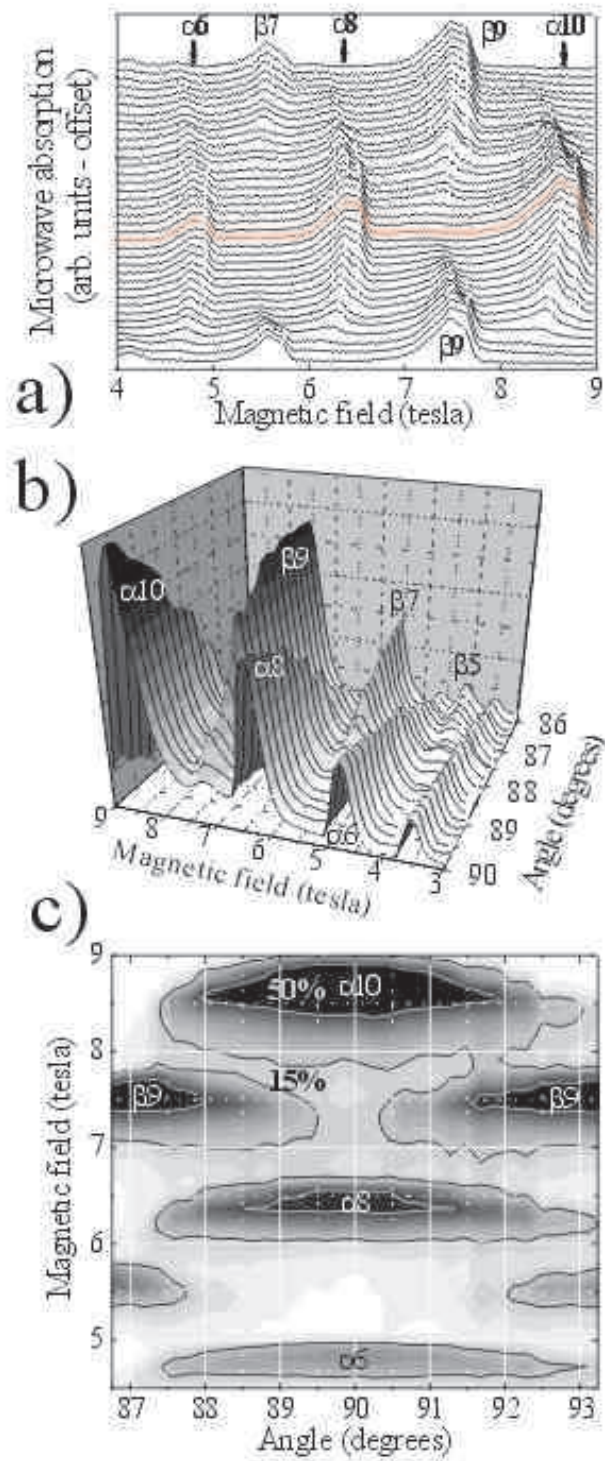 α6 β7 α8 β9 α10
Microwave absorption
(arb. units - offset)
β9
4 5 6 7 8 9
Magnetic field (tesla)
a)
b)
α10
β9
α8
β7
β5
α6
9 8 7 6 5 4 3
Magnetic field (tesla)
86
87
88
89
90
Angle (degrees)
c)
9
8
7
6
5
Magnetic field (tesla)
50% α10
15%
β9 β9
α8
α6
87 88 89 90 91 92 93
Angle (degrees)